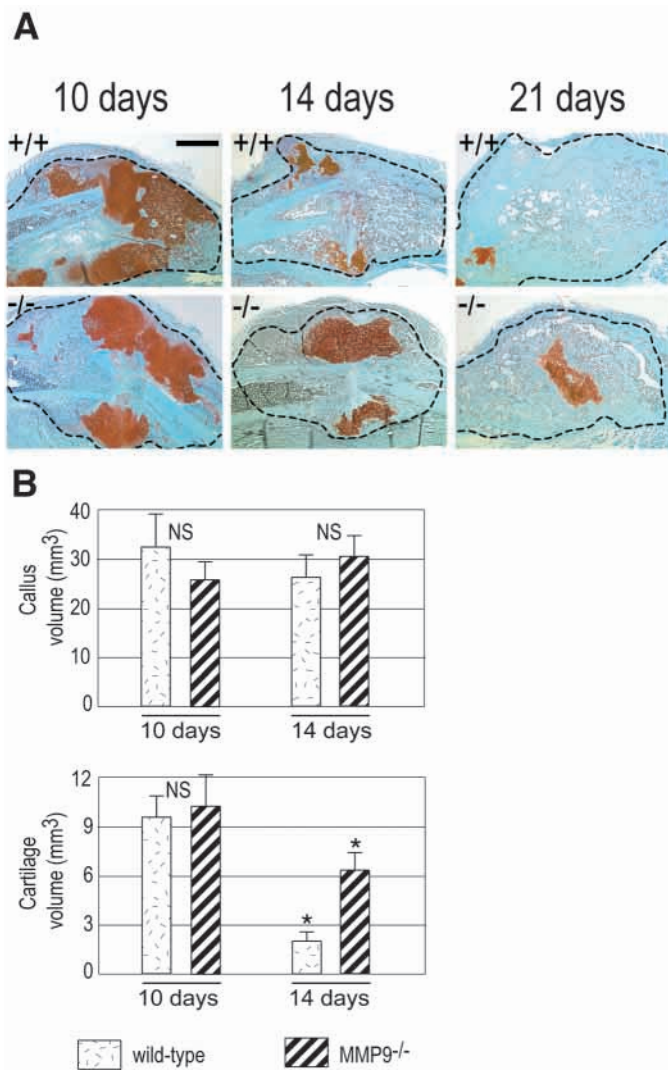 A
10 days 14 days 21 days
+/+ +/+ +/+
-/- -/- -/-
B
Callus volume (mm3)
40
30
20
10
0
NS NS
10 days 14 days
Cartilage volume (mm3)
12
9
6
3
0
NS
* *
10 days 14 days
wild-type MMP9-/-